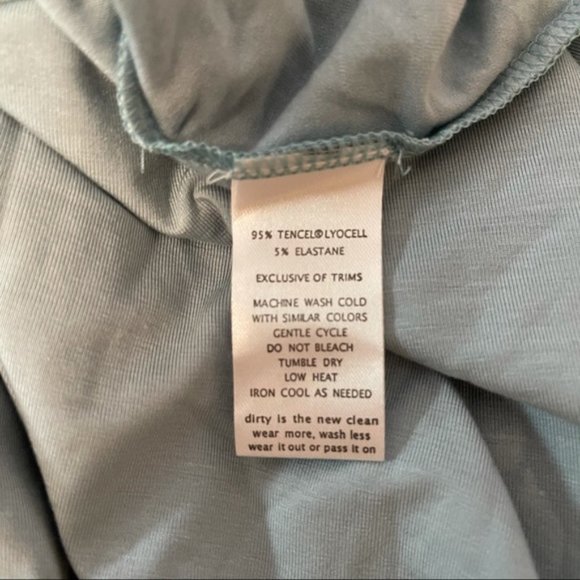 95% TENCEL®LYOCELL
5% ELASTANE
EXCLUSIVE OF TRIMS
MACHINE WASH COLD
WITH SIMILAR COLORS
GENTLE CYCLE
DO NOT BLEACH
TUMBLE DRY
LOW HEAT
IRON COOL AS NEEDED
dirty is the new clean
wear more, wash less
wear it out or pass it on